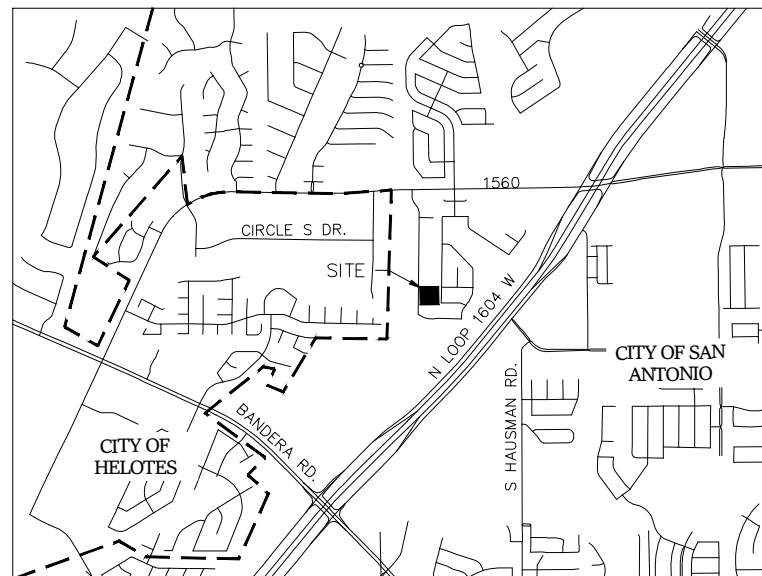 1560
CIRCLE S DR.
SITE
N LOOP 1604 W
CITY OF SAN
ANTONIO
S HAUSMAN RD.
BANDERA RD.
CITY OF
HELOTES